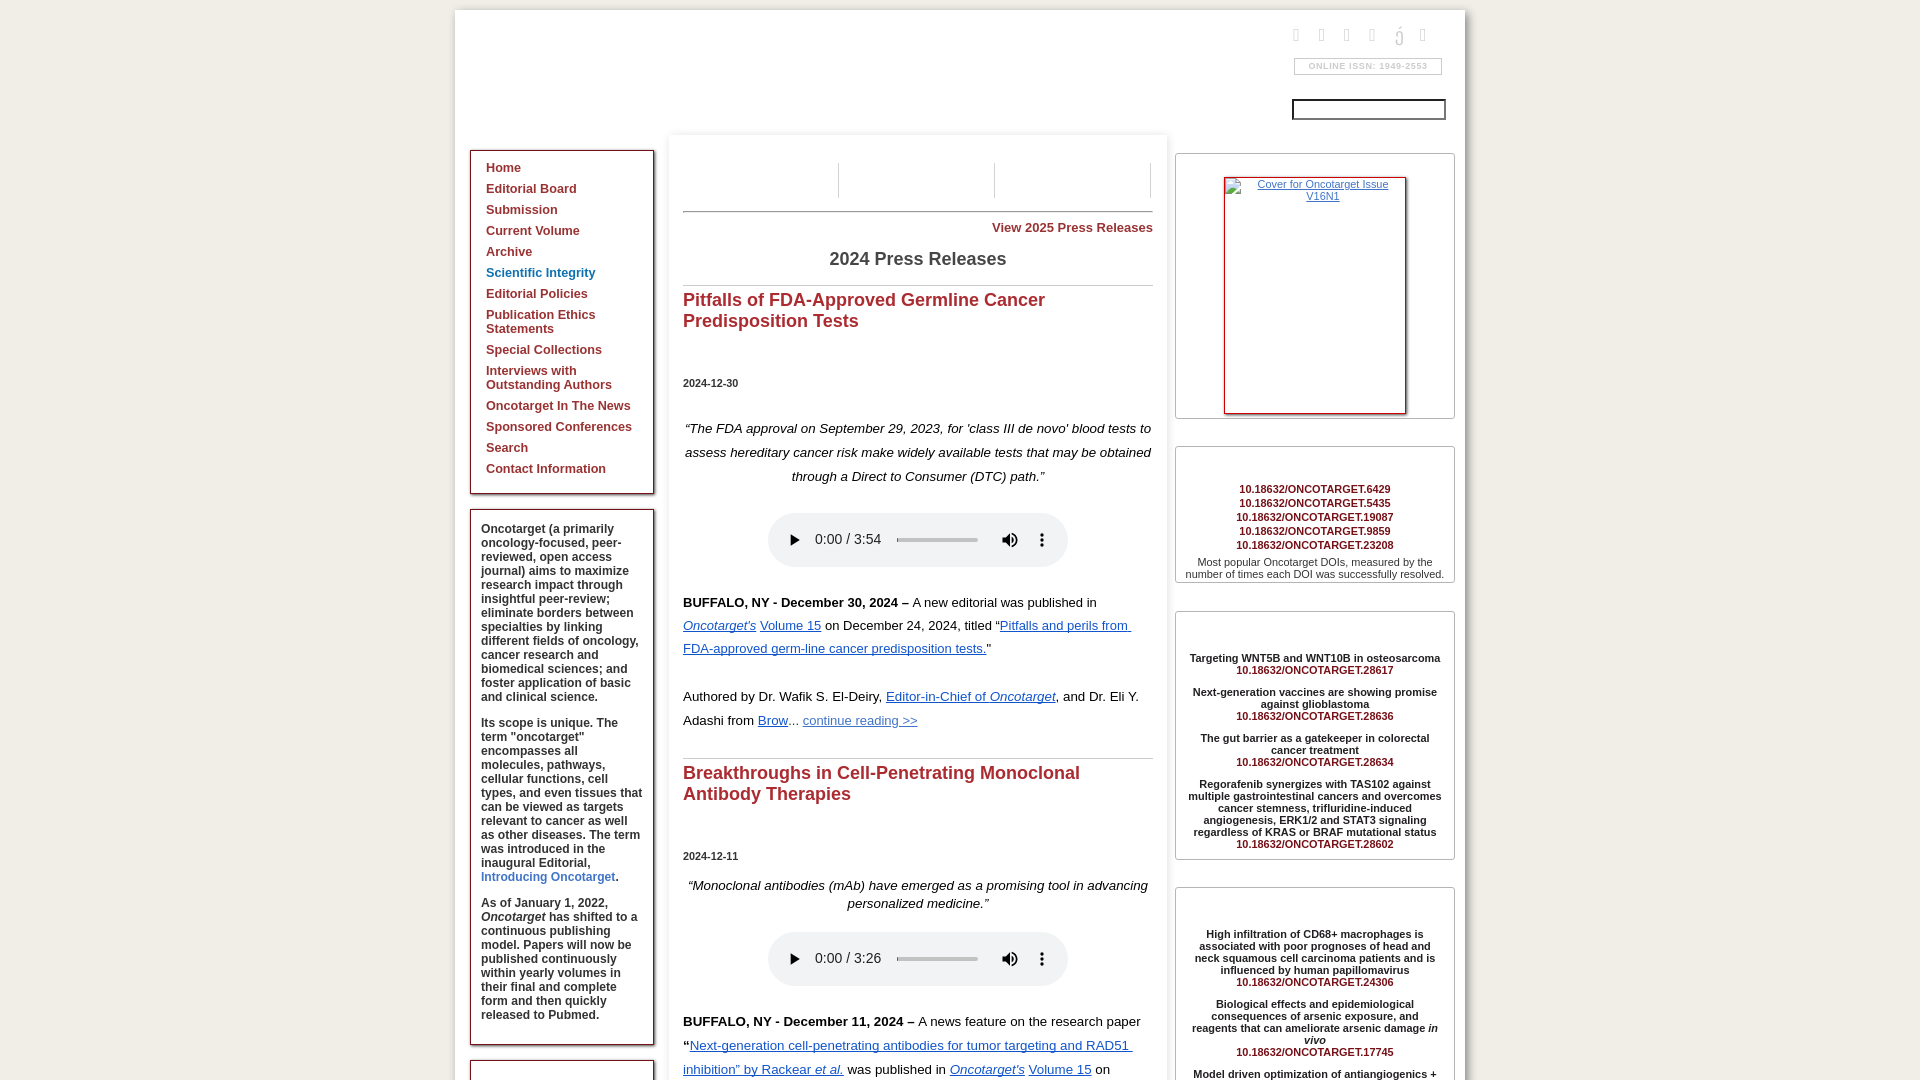 ONLINE ISSN: 1949-2553
Home
Editorial Board
Submission
Current Volume
Archive
Scientific Integrity
Editorial Policies
Publication Ethics
Statements
Special Collections
Interviews with
Outstanding Authors
Oncotarget In The News
Sponsored Conferences
Search
Contact Information
Oncotarget (a primarily
oncology-focused, peer-
reviewed, open access
journal) aims to maximize
research impact through
insightful peer-review;
eliminate borders between
specialties by linking
different fields of oncology,
cancer research and
biomedical sciences; and
foster application of basic
and clinical science.
Its scope is unique. The
term "oncotarget"
encompasses all
molecules, pathways,
cellular functions, cell
types, and even tissues that
can be viewed as targets
relevant to cancer as well
as other diseases. The term
was introduced in the
inaugural Editorial,
Introducing Oncotarget.
As of January 1, 2022,
Oncotarget has shifted to a
continuous publishing
model. Papers will now be
published continuously
within yearly volumes in
their final and complete
form and then quickly
released to Pubmed.
View 2025 Press Releases
2024 Press Releases
Pitfalls of FDA-Approved Germline Cancer
Predisposition Tests
2024-12-30
“The FDA approval on September 29, 2023, for 'class III de novo' blood tests to
assess hereditary cancer risk make widely available tests that may be obtained
through a Direct to Consumer (DTC) path.”
0:00 / 3:54
BUFFALO, NY - December 30, 2024 – A new editorial was published in
Oncotarget's Volume 15 on December 24, 2024, titled “Pitfalls and perils from
FDA-approved germ-line cancer predisposition tests."
Authored by Dr. Wafik S. El-Deiry, Editor-in-Chief of Oncotarget, and Dr. Eli Y.
Adashi from Brow... continue reading >>
Breakthroughs in Cell-Penetrating Monoclonal
Antibody Therapies
2024-12-11
“Monoclonal antibodies (mAb) have emerged as a promising tool in advancing
personalized medicine.”
0:00 / 3:26
BUFFALO, NY - December 11, 2024 – A news feature on the research paper
“Next-generation cell-penetrating antibodies for tumor targeting and RAD51
inhibition” by Rackear et al. was published in Oncotarget's Volume 15 on
Cover for Oncotarget Issue
V16N1
10.18632/ONCOTARGET.6429
10.18632/ONCOTARGET.5435
10.18632/ONCOTARGET.19087
10.18632/ONCOTARGET.9859
10.18632/ONCOTARGET.23208
Most popular Oncotarget DOIs, measured by the
number of times each DOI was successfully resolved.
Targeting WNT5B and WNT10B in osteosarcoma
10.18632/ONCOTARGET.28617
Next-generation vaccines are showing promise
against glioblastoma
10.18632/ONCOTARGET.28636
The gut barrier as a gatekeeper in colorectal
cancer treatment
10.18632/ONCOTARGET.28634
Regorafenib synergizes with TAS102 against
multiple gastrointestinal cancers and overcomes
cancer stemness, trifluridine-induced
angiogenesis, ERK1/2 and STAT3 signaling
regardless of KRAS or BRAF mutational status
10.18632/ONCOTARGET.28602
High infiltration of CD68+ macrophages is
associated with poor prognoses of head and
neck squamous cell carcinoma patients and is
influenced by human papillomavirus
10.18632/ONCOTARGET.24306
Biological effects and epidemiological
consequences of arsenic exposure, and
reagents that can ameliorate arsenic damage in
vivo
10.18632/ONCOTARGET.17745
Model driven optimization of antiangiogenics +